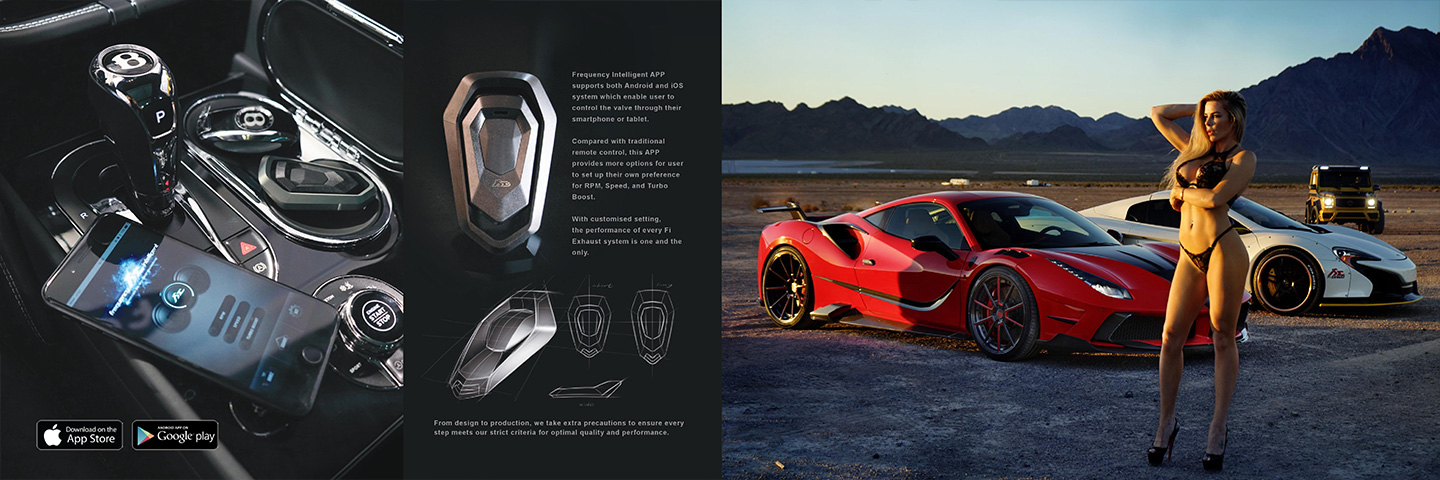 P
R
START
STOP
Download on the
App Store
ANDROID APP ON
Google play
Frequency Intelligent APP
supports both Android and iOS
system which enable user to
control the valve through their
smartphone or tablet.
Compared with traditional
remote control, this APP
provides more options for user
to set up their own preference
for RPM, Speed, and Turbo
Boost.
With customised setting,
the performance of every Fi
Exhaust system is one and the
only.
From design to production, we take extra precautions to ensure every
step meets our strict criteria for optimal quality and performance.